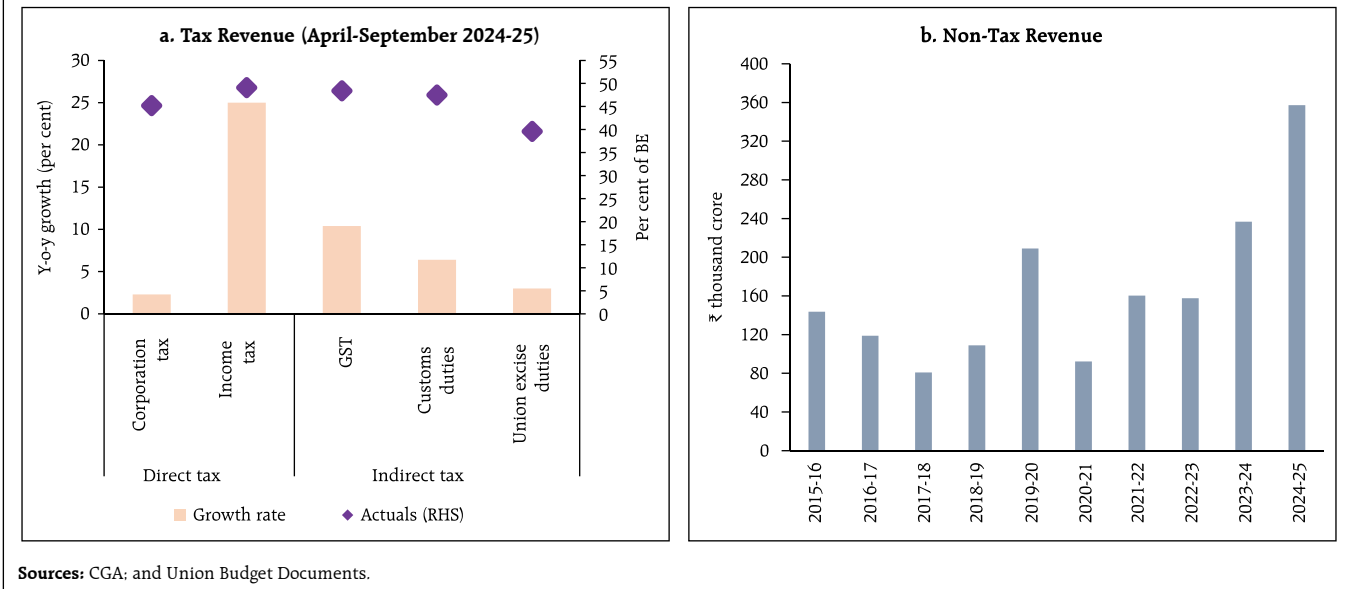 a. Tax Revenue (April-September 2024-25)
Y-o-y growth (per cent)
30
25
20
15
10
5
0
55
50
45
40
35
30
25
20
15
10
5
0
Per cent of BE
Corporation
tax
Income
tax
GST
Customs
duties
Union excise
duties
Direct tax
Indirect tax
Growth rate
Actuals (RHS)
b. Non-Tax Revenue
₹ thousand crore
400
360
320
280
240
200
160
120
80
40
0
2015-16
2016-17
2017-18
2018-19
2019-20
2020-21
2021-22
2022-23
2023-24
2024-25
Sources: CGA; and Union Budget Documents.